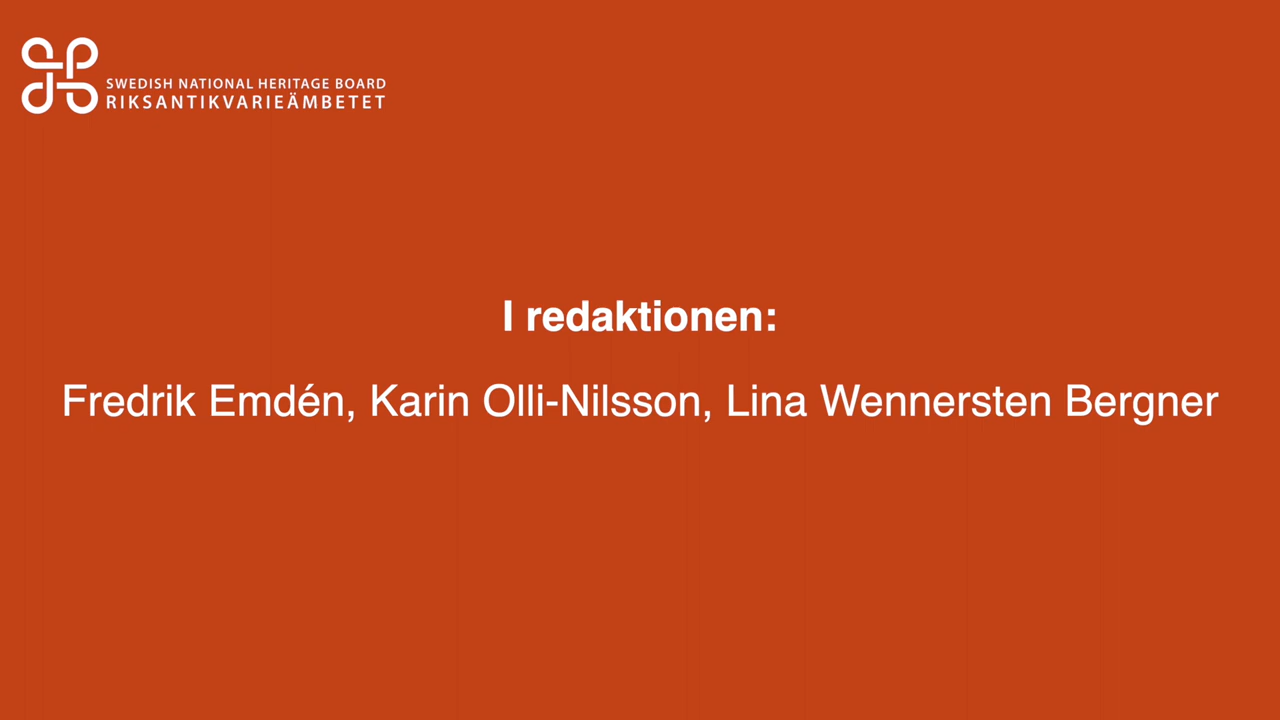 SWEDISH NATIONAL HERITAGE BOARD
RIKSANTIKVARIEÄMBETET
I redaktionen:
Fredrik Emdén, Karin Olli-Nilsson, Lina Wennersten Bergner